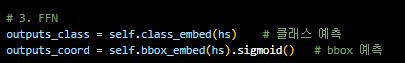 # 3. FFN
outputs_class = self.class_embed(hs)    # 클래스 예측
outputs_coord = self.bbox_embed(hs).sigmoid()   # bbox 예측